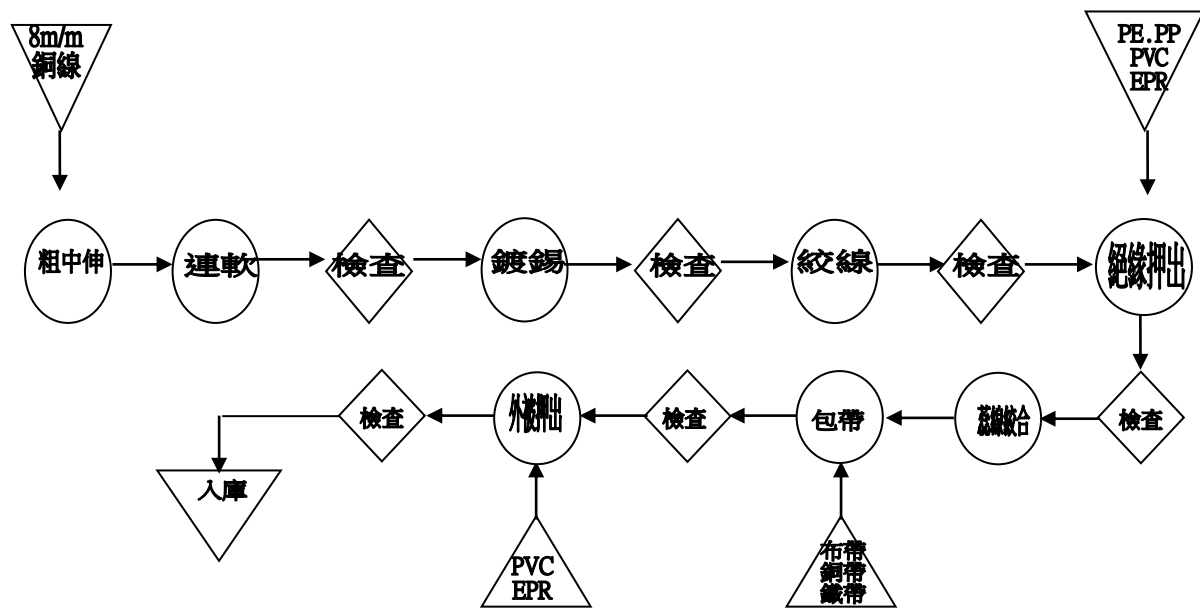 8m/m
銅線
PE.PP
PVC
EPR
粗中伸
連軟
檢查
鍍錫
檢查
絞線
檢查
絕緣押出
檢查
蕊線絞合
包帶
檢查
外被押出
檢查
入庫
PVC
EPR
布帶
銅帶
鐵帶